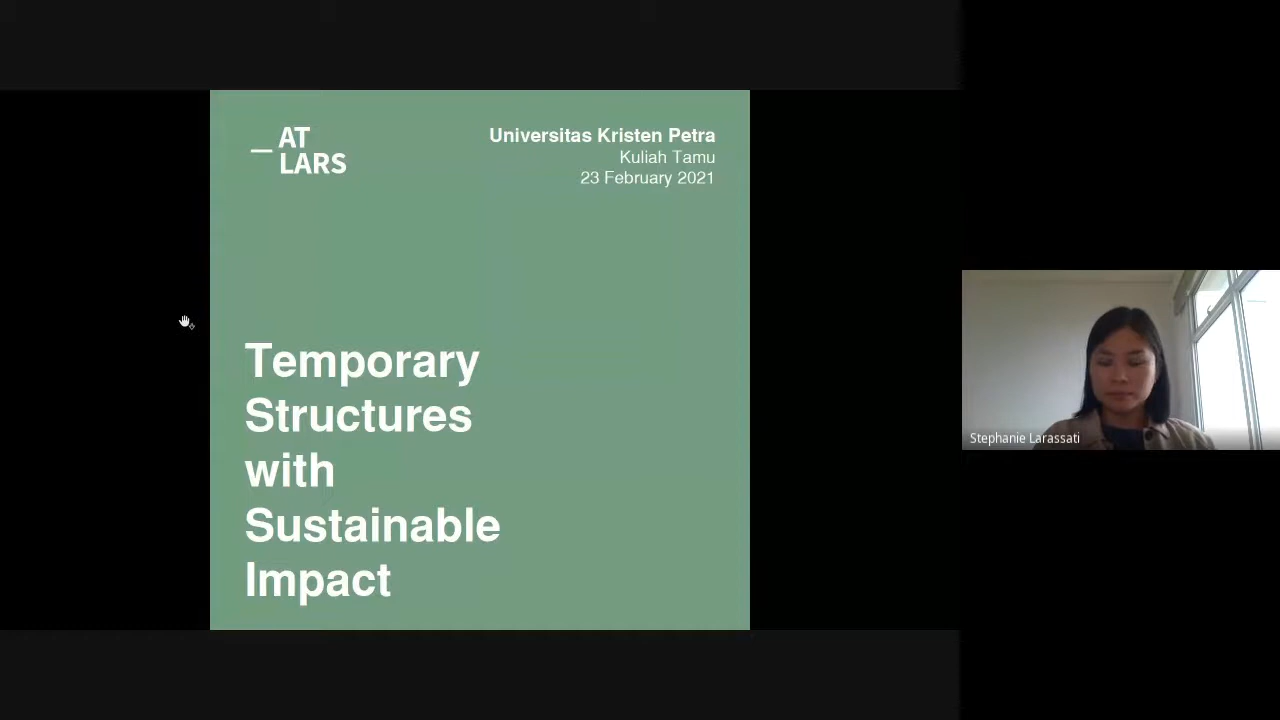 — AT
LARS
Universitas Kristen Petra
Kuliah Tamu
23 February 2021
Temporary
Structures
with
Sustainable
Impact
Stephanie Larassati